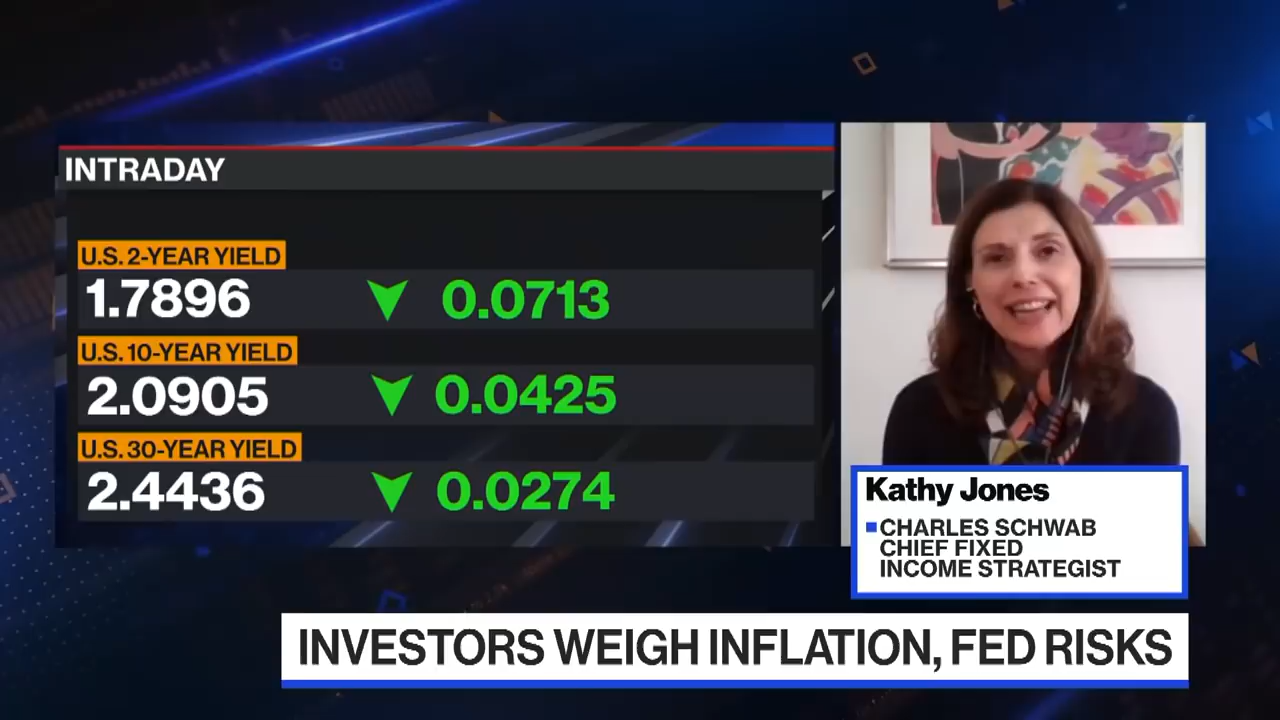 INTRADAY
U.S. 2-YEAR YIELD
1.7896 ▼ 0.0713
U.S. 10-YEAR YIELD
2.0905 ▼ 0.0425
U.S. 30-YEAR YIELD
2.4436 ▼ 0.0274
Kathy Jones
CHARLES SCHWAB
CHIEF FIXED
INCOME STRATEGIST
INVESTORS WEIGH INFLATION, FED RISKS